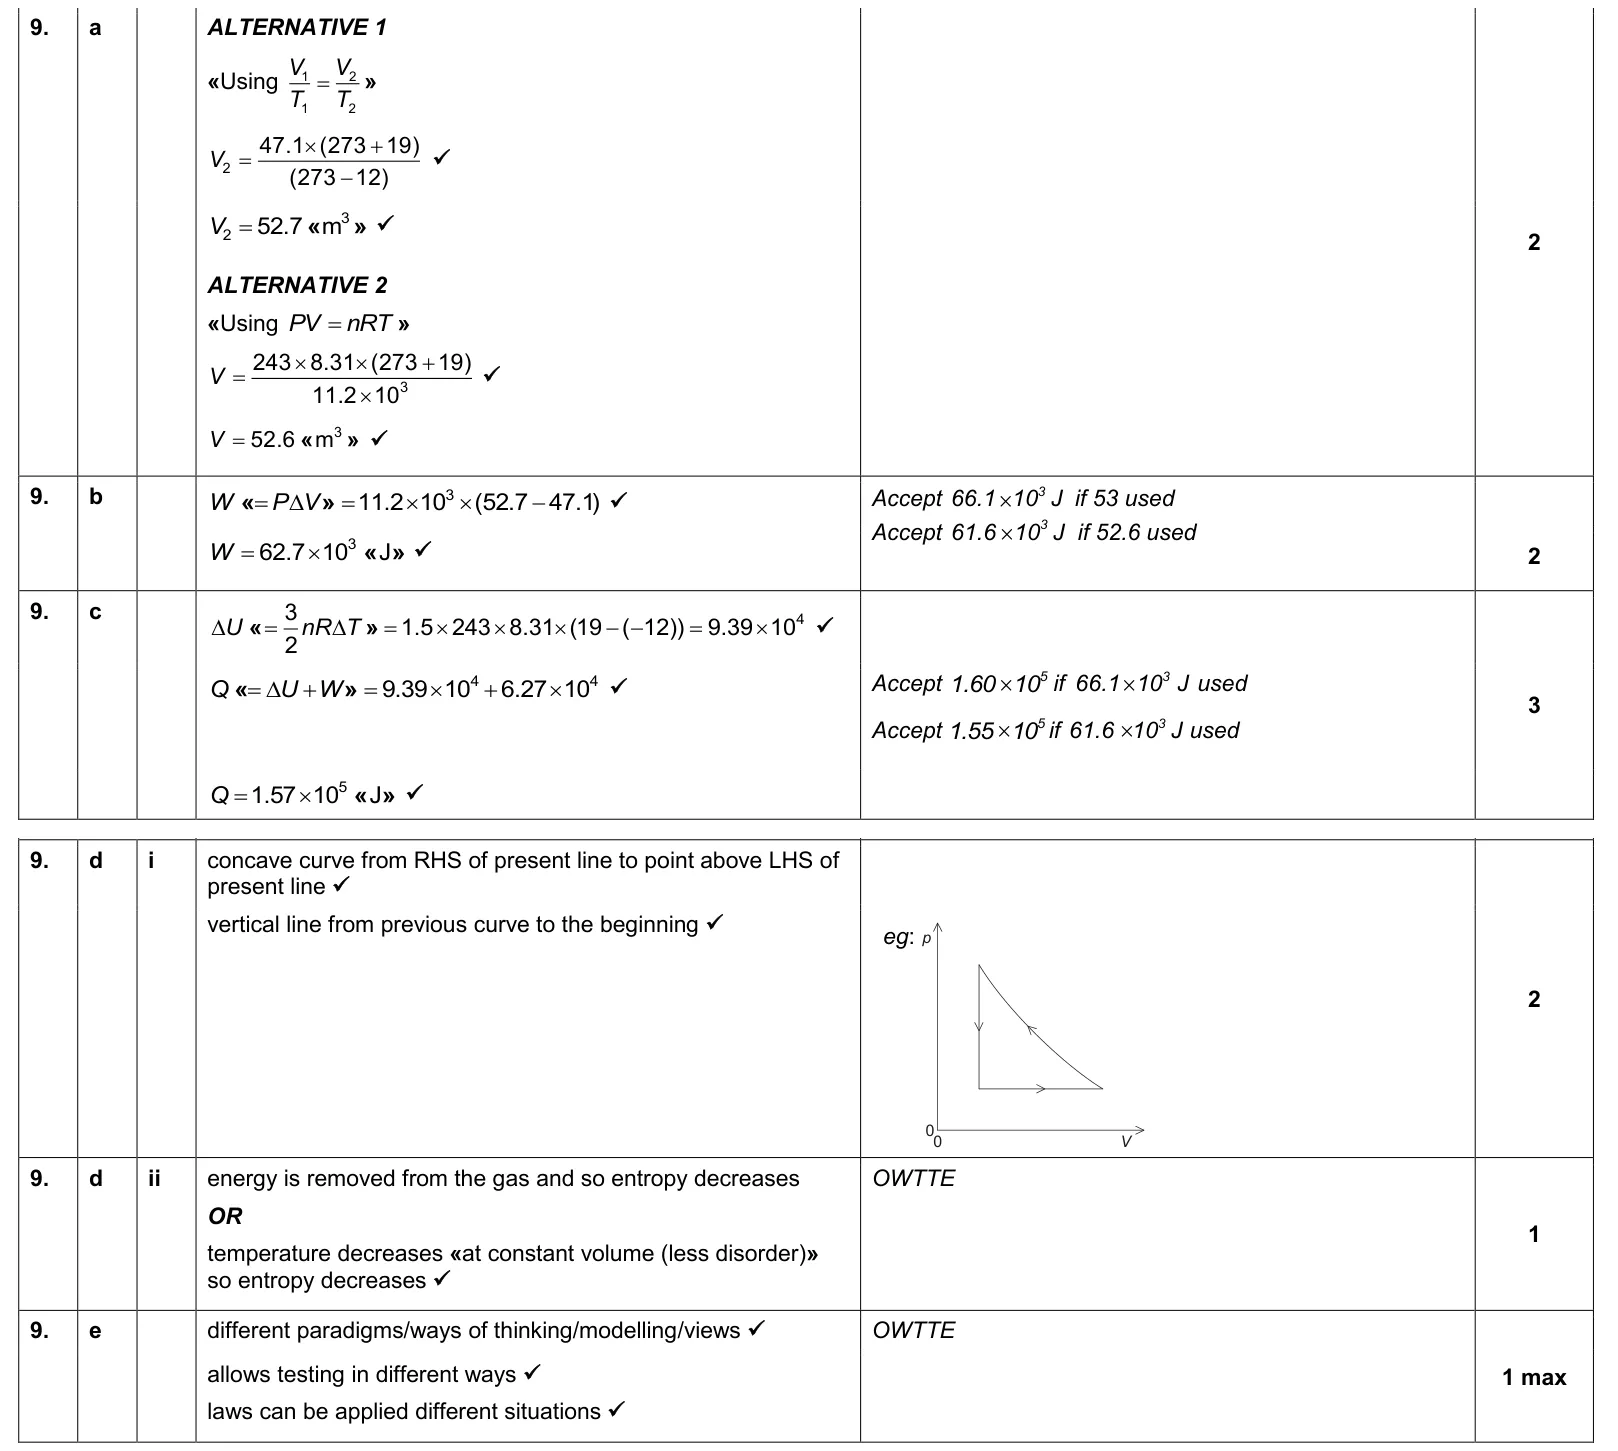 9. a ALTERNATIVE 1
«Using V₁/T₁ = V₂/T₂ »
V₂ = 47.1×(273+19)/(273−12) ✓
V₂ = 52.7 «m³» ✓
2
ALTERNATIVE 2
«Using PV = nRT »
V = 243×8.31×(273+19)/11.2×10³ ✓
V = 52.6 «m³» ✓
9. b W «= PΔV» = 11.2×10³ ×(52.7−47.1) ✓
W = 62.7×10³ «J» ✓
Accept 66.1×10³ J if 53 used
Accept 61.6×10³ J if 52.6 used
2
9. c ΔU «= 3/2 nRΔT » = 1.5×243×8.31×(19−(−12)) = 9.39×10⁴ ✓
Q «= ΔU + W» = 9.39×10⁴ + 6.27×10⁴ ✓
Q = 1.57×10⁵ «J» ✓
Accept 1.60×10⁵ if 66.1×10³ J used
Accept 1.55×10⁵ if 61.6 ×10³ J used
3
9. d i concave curve from RHS of present line to point above LHS of
present line ✓
vertical line from previous curve to the beginning ✓
eg: p
0
0 V
2
9. d ii energy is removed from the gas and so entropy decreases
OR
temperature decreases «at constant volume (less disorder)»
so entropy decreases ✓
OWTTE
1
9. e different paradigms/ways of thinking/modelling/views ✓
allows testing in different ways ✓
laws can be applied different situations ✓
OWTTE
1 max